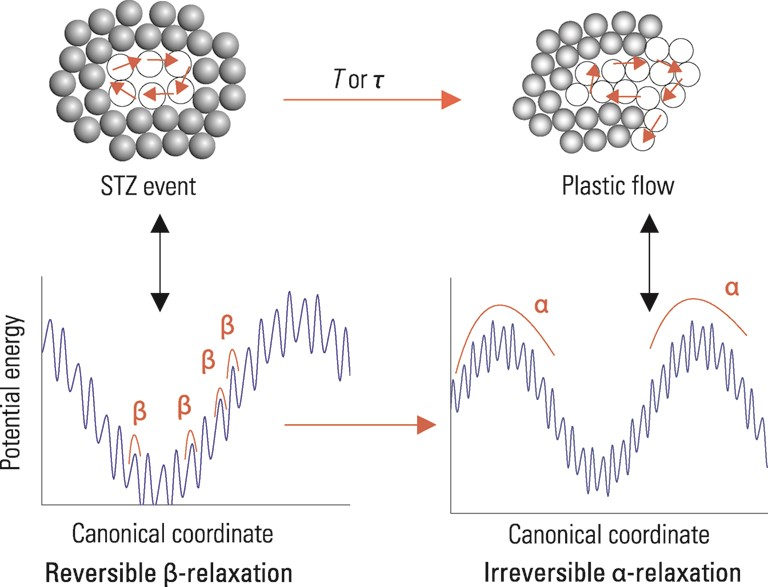 T or τ
STZ event
Plastic flow
Potential energy
β
β
β
β
α
α
Canonical coordinate
Canonical coordinate
Reversible β-relaxation
Irreversible α-relaxation